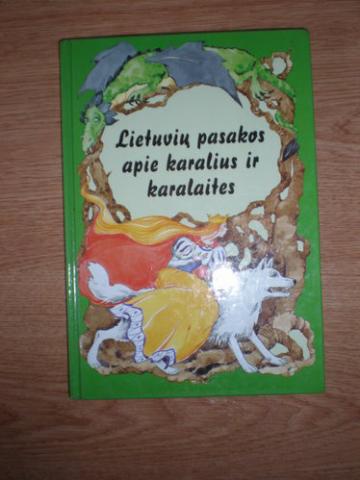 Lietuvių pasakos
apie karalius ir
karalaites